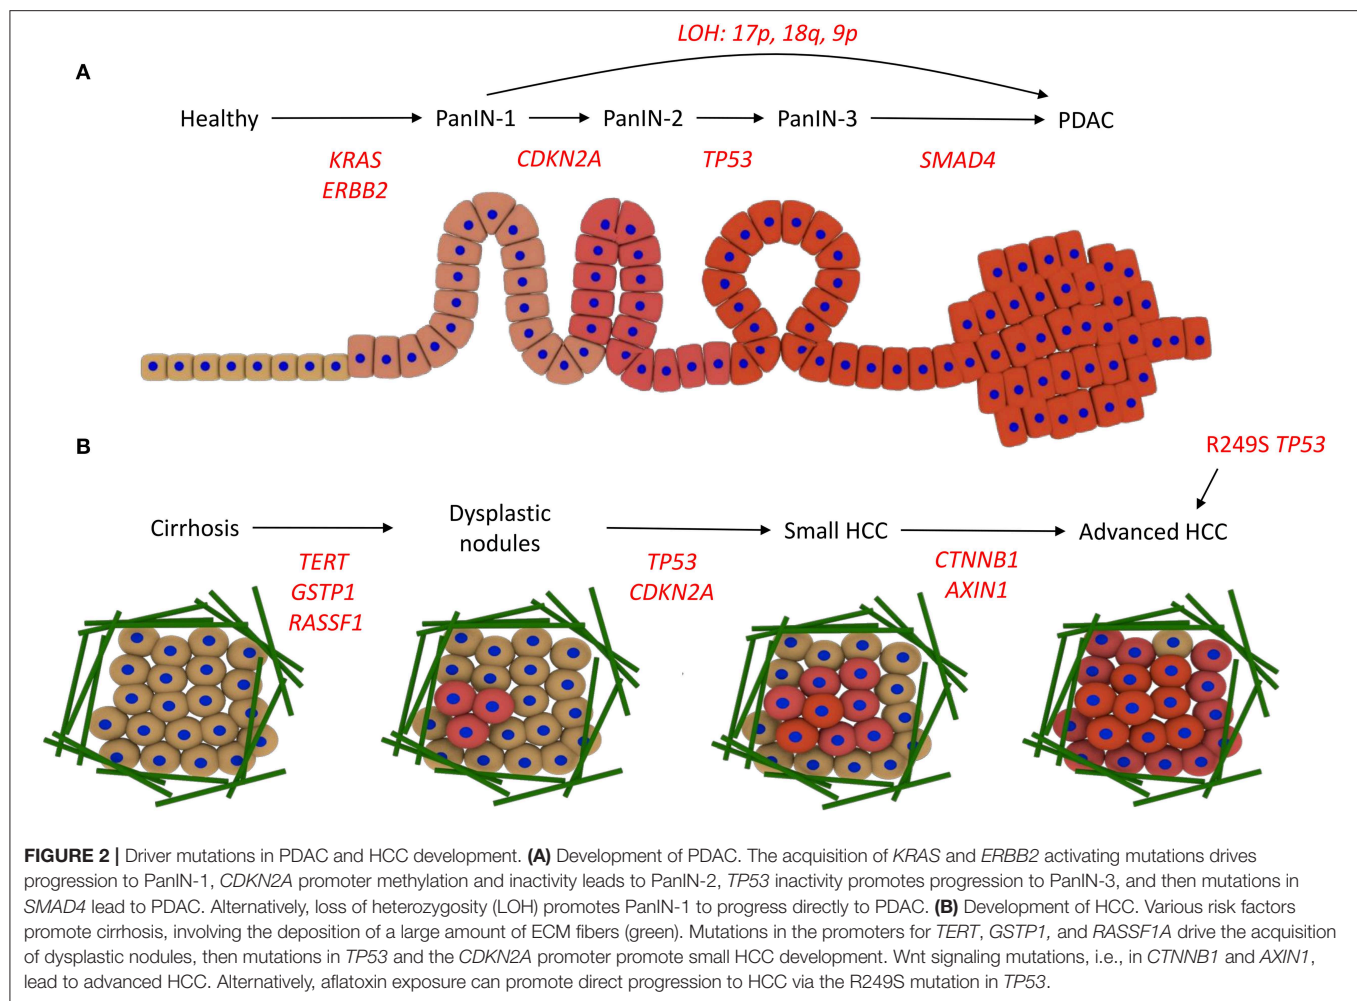 LOH: 17p, 18q, 9p
A
Healthy
PanIN-1
PanIN-2
PanIN-3
PDAC
KRAS
ERBB2
CDKN2A
TP53
SMAD4
B
R249S TP53
Cirrhosis
Dysplastic
nodules
Small HCC
Advanced HCC
TERT
GSTP1
RASSF1
TP53
CDKN2A
CTNNB1
AXIN1
FIGURE 2 | Driver mutations in PDAC and HCC development. (A) Development of PDAC. The acquisition of KRAS and ERBB2 activating mutations drives
progression to PanIN-1, CDKN2A promoter methylation and inactivity leads to PanIN-2, TP53 inactivity promotes progression to PanIN-3, and then mutations in
SMAD4 lead to PDAC. Alternatively, loss of heterozygosity (LOH) promotes PanIN-1 to progress directly to PDAC. (B) Development of HCC. Various risk factors
promote cirrhosis, involving the deposition of a large amount of ECM fibers (green). Mutations in the promoters for TERT, GSTP1, and RASSF1A drive the acquisition
of dysplastic nodules, then mutations in TP53 and the CDKN2A promoter promote small HCC development. Wnt signaling mutations, i.e., in CTNNB1 and AXIN1,
lead to advanced HCC. Alternatively, aflatoxin exposure can promote direct progression to HCC via the R249S mutation in TP53.